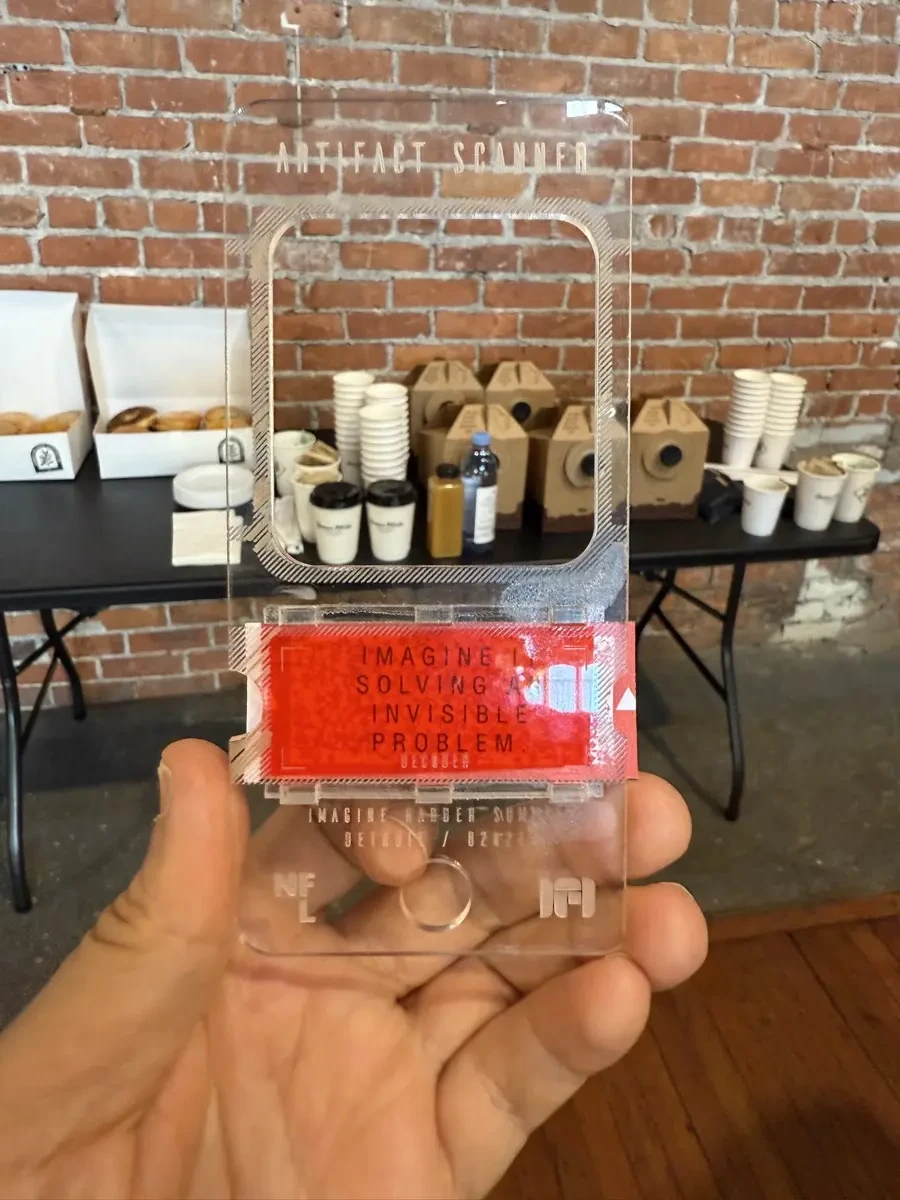 ARTIFACT SCANNER
IMAGINE
SOLVING
INVISIBLE
PROBLEM.
DECODER
IMAGINE HARDER
DETROIT /
NF
L